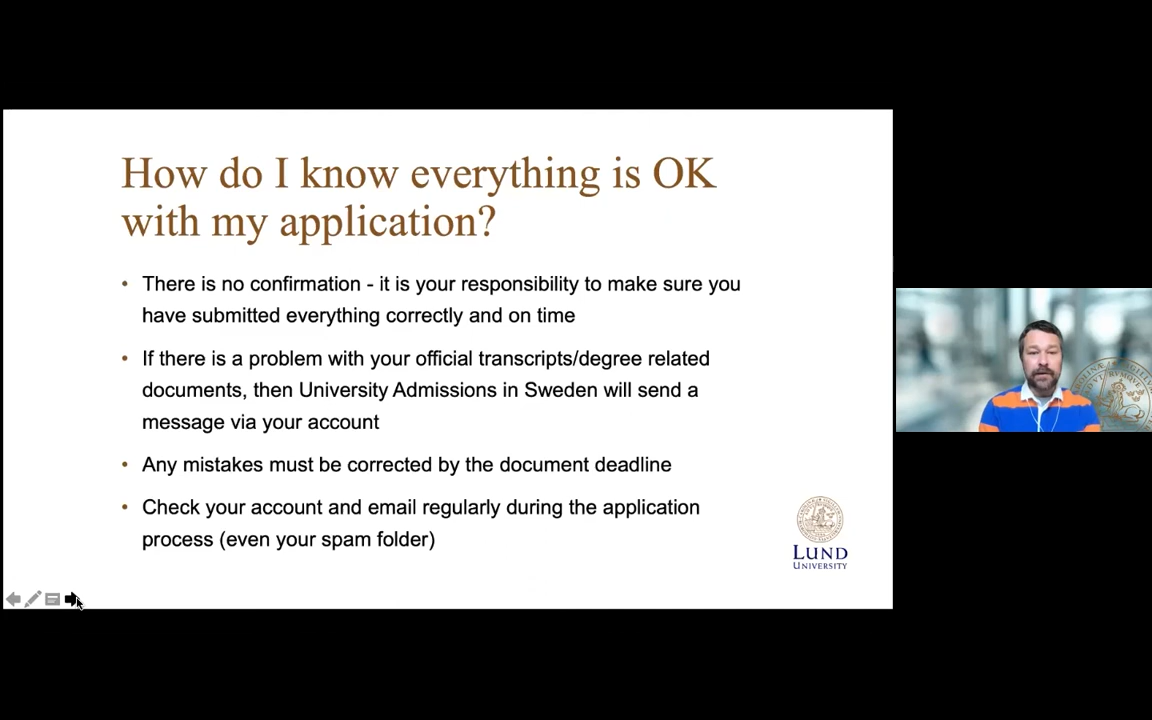 How do I know everything is OK
with my application?
• There is no confirmation - it is your responsibility to make sure you
have submitted everything correctly and on time
• If there is a problem with your official transcripts/degree related
documents, then University Admissions in Sweden will send a
message via your account
• Any mistakes must be corrected by the document deadline
• Check your account and email regularly during the application
process (even your spam folder)
LUND
UNIVERSITY